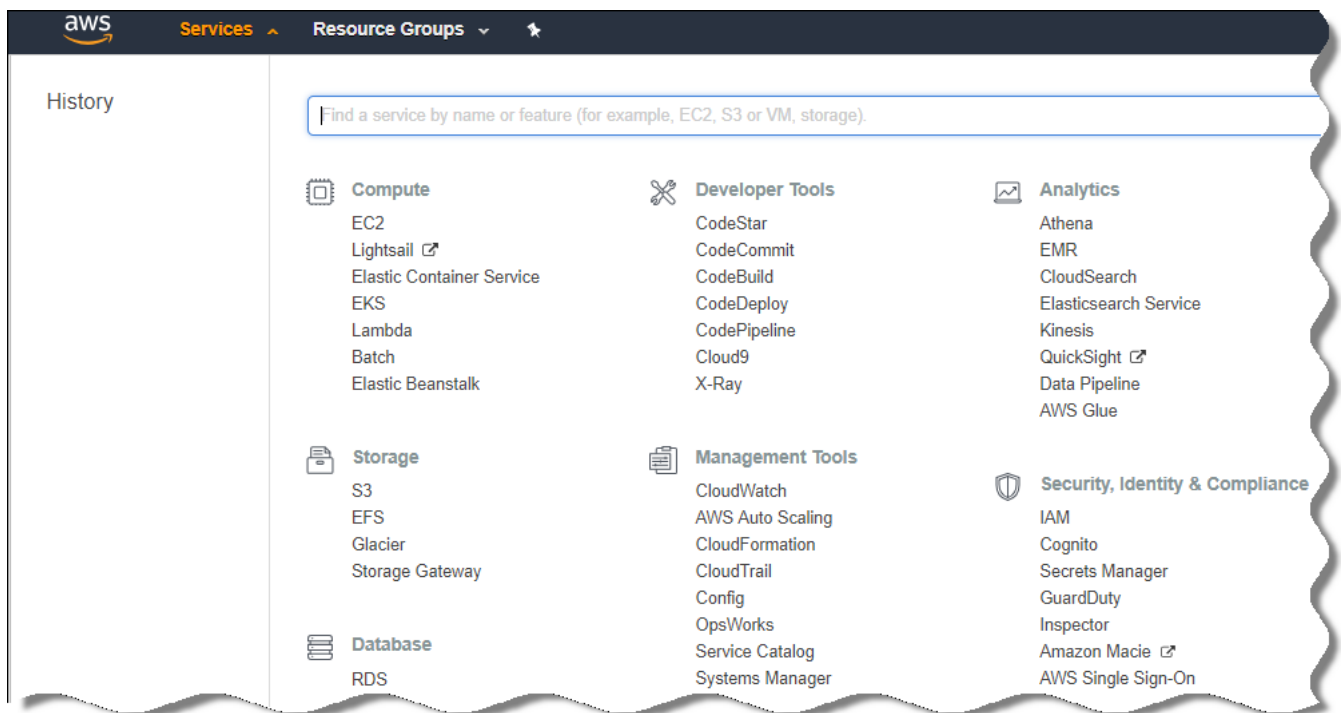 aws Services Resource Groups
History
Find a service by name or feature (for example, EC2, S3 or VM, storage).
Compute
EC2
Lightsail
Elastic Container Service
EKS
Lambda
Batch
Elastic Beanstalk
Storage
S3
EFS
Glacier
Storage Gateway
Database
RDS
Developer Tools
CodeStar
CodeCommit
CodeBuild
CodeDeploy
CodePipeline
Cloud9
X-Ray
Management Tools
CloudWatch
AWS Auto Scaling
CloudFormation
CloudTrail
Config
OpsWorks
Service Catalog
Systems Manager
Analytics
Athena
EMR
CloudSearch
Elasticsearch Service
Kinesis
QuickSight
Data Pipeline
AWS Glue
Security, Identity & Compliance
IAM
Cognito
Secrets Manager
GuardDuty
Inspector
Amazon Macie
AWS Single Sign-On